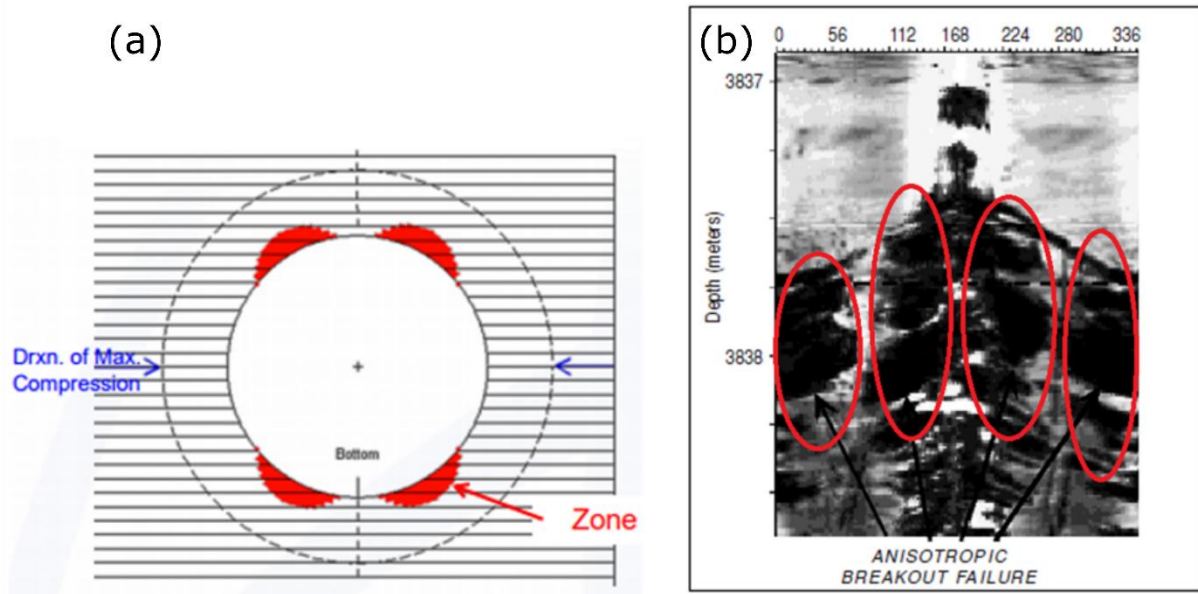 (a)
Drxn. of Max.
Compression
Bottom
Zone
(b)
0 56 112 168 224 280 336
3837
Depth (meters)
3838
ANISOTROPIC
BREAKOUT FAILURE